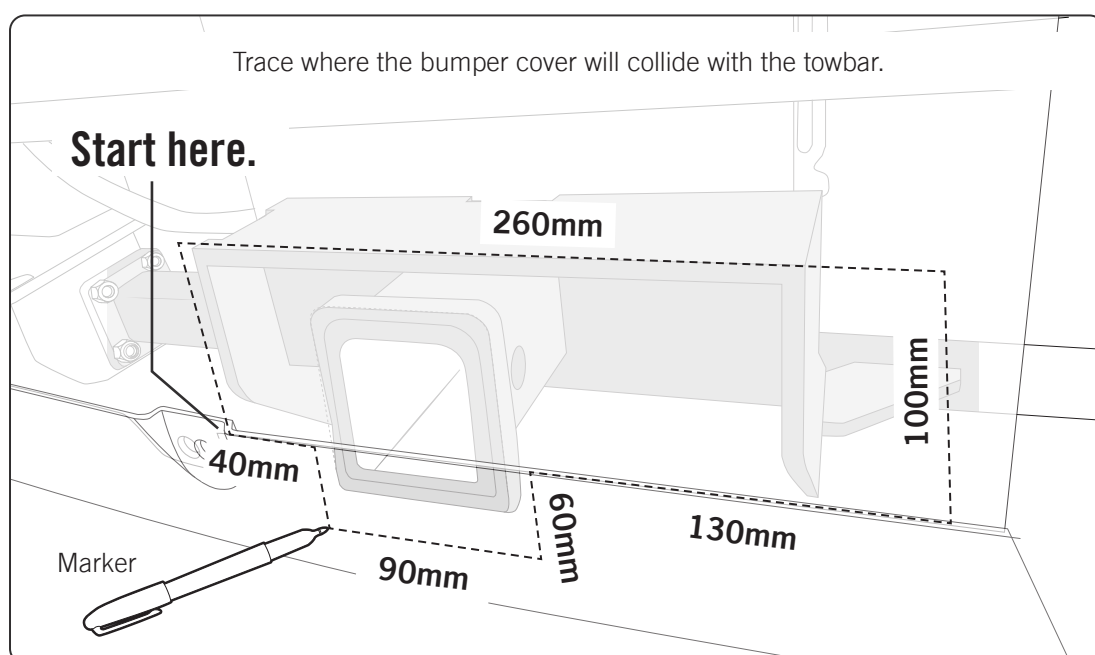 Trace where the bumper cover will collide with the towbar.
Start here.
260mm
100mm
40mm
60mm
130mm
90mm
Marker